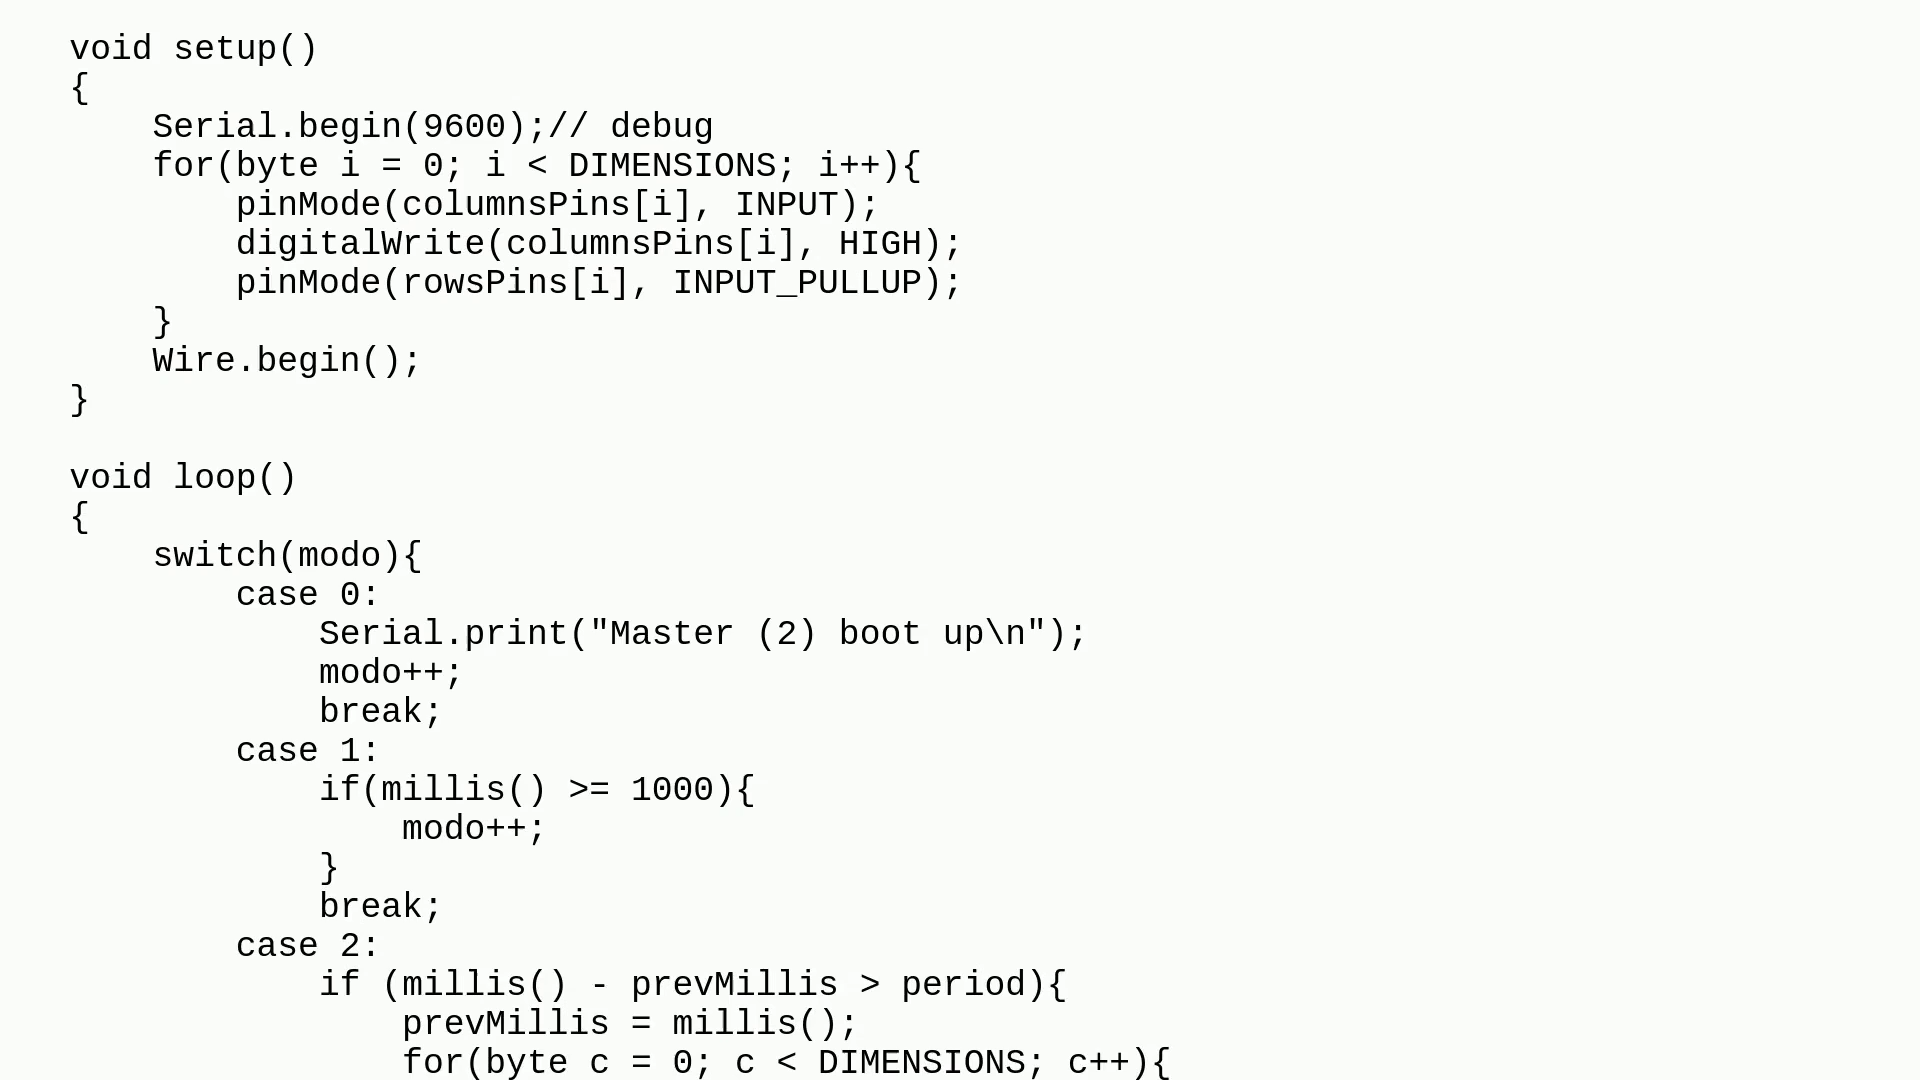 void setup()
{
    Serial.begin(9600);// debug
    for(byte i = 0; i < DIMENSIONS; i++){
        pinMode(columnsPins[i], INPUT);
        digitalWrite(columnsPins[i], HIGH);
        pinMode(rowsPins[i], INPUT_PULLUP);
    }
    Wire.begin();
}

void loop()
{
    switch(modo){
        case 0:
            Serial.print("Master (2) boot up\n");
            modo++;
            break;
        case 1:
            if(millis() >= 1000){
                modo++;
            }
            break;
        case 2:
            if (millis() - prevMillis > period){
                prevMillis = millis();
                for(byte c = 0; c < DIMENSIONS; c++){